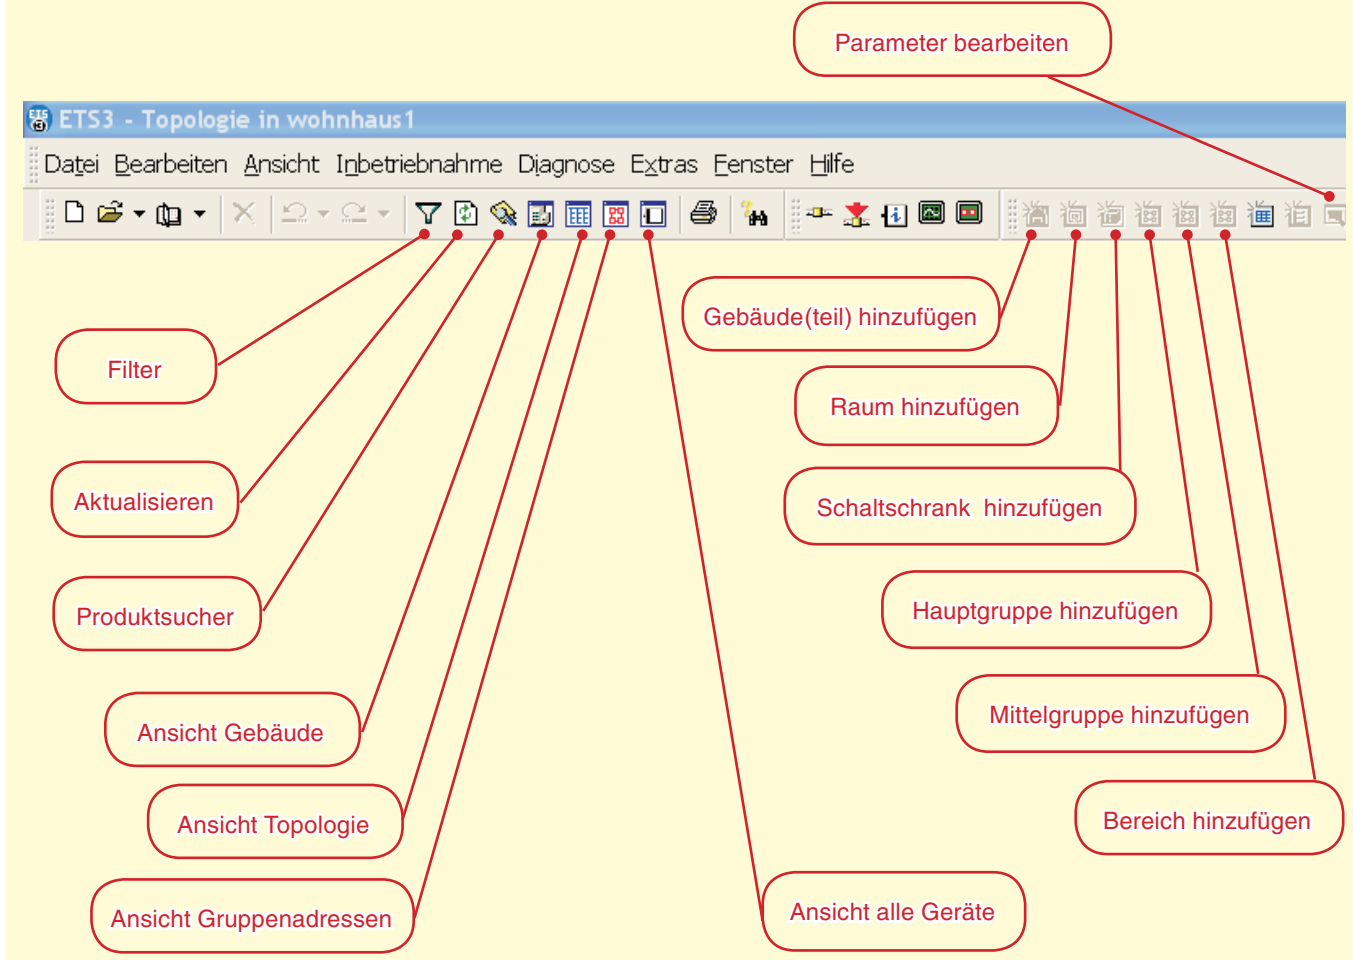 Parameter bearbeiten
ETS3 - Topologie in wohnhaus1
Datei Bearbeiten Ansicht Inbetriebnahme Diagnose Extras Fenster Hilfe
Gebäude(teil) hinzufügen
Filter
Raum hinzufügen
Aktualisieren
Schaltschrank hinzufügen
Produktsucher
Hauptgruppe hinzufügen
Ansicht Gebäude
Mittelgruppe hinzufügen
Ansicht Topologie
Bereich hinzufügen
Ansicht Gruppenadressen
Ansicht alle Geräte